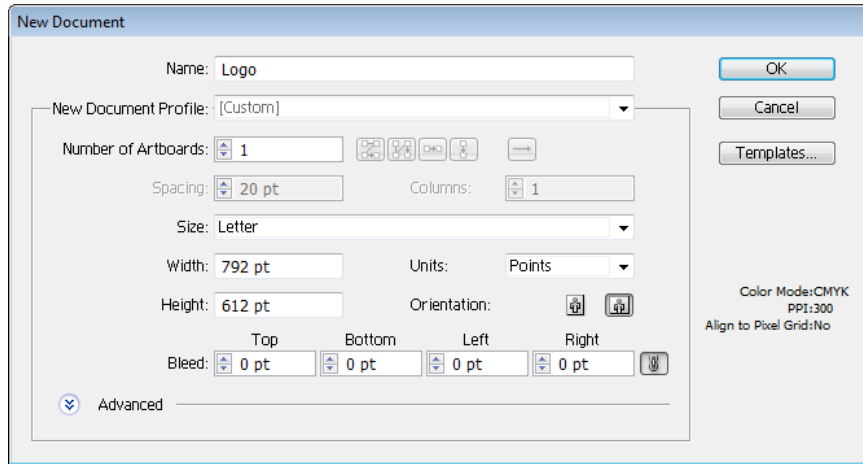 New Document
Name: Logo
OK
New Document Profile: [Custom]
Cancel
Number of Artboards: 1
Templates...
Spacing: 20 pt Columns: 1
Size: Letter
Width: 792 pt Units: Points
Height: 612 pt Orientation:
Color Mode:CMYK
PPI:300
Align to Pixel Grid:No
Top Bottom Left Right
Bleed: 0 pt 0 pt 0 pt 0 pt
Advanced